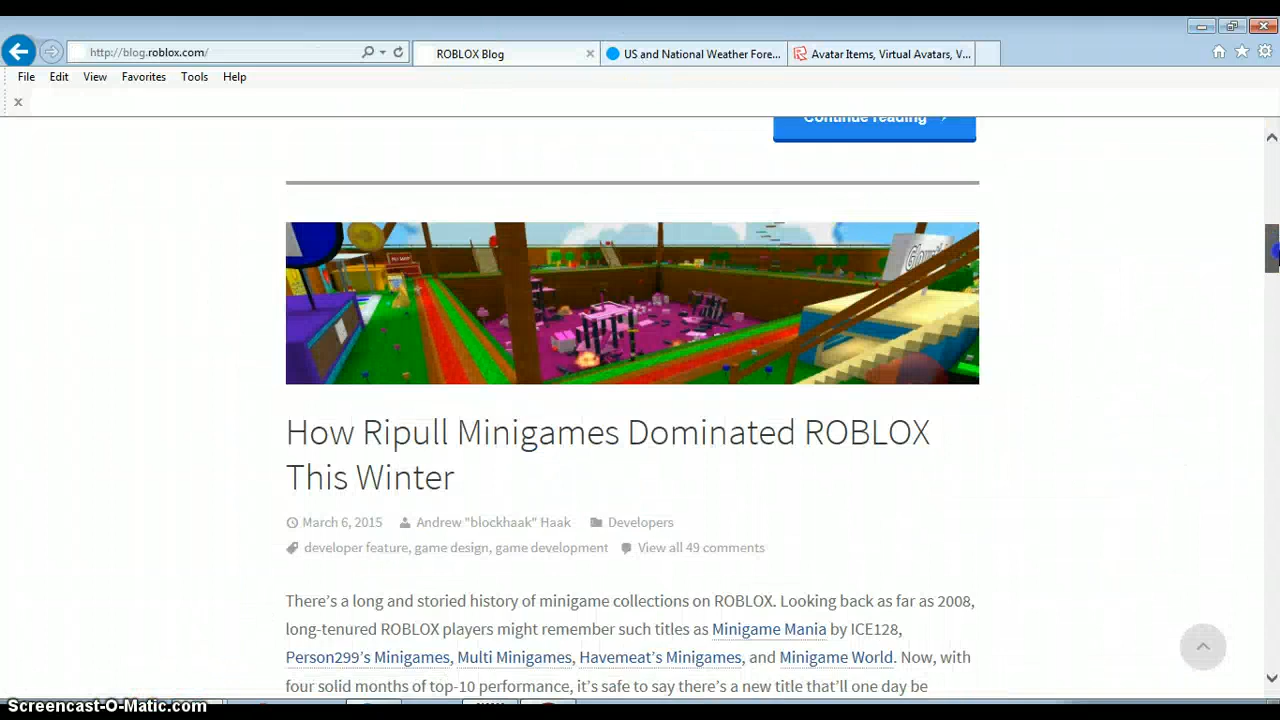 http://blog.roblox.com/
ROBLOX Blog
US and National Weather Fore...
Avatar Items, Virtual Avatars, V...
File Edit View Favorites Tools Help
x
Continue reading
How Ripull Minigames Dominated ROBLOX
This Winter
March 6, 2015 Andrew "blockhaak" Haak Developers
developer feature, game design, game development View all 49 comments
There's a long and storied history of minigame collections on ROBLOX. Looking back as far as 2008,
long-tenured ROBLOX players might remember such titles as Minigame Mania by ICE128,
Person299's Minigames, Multi Minigames, Havemeat's Minigames, and Minigame World. Now, with
four solid months of top-10 performance, it's safe to say there's a new title that'll one day be
Screencast-O-Matic.com